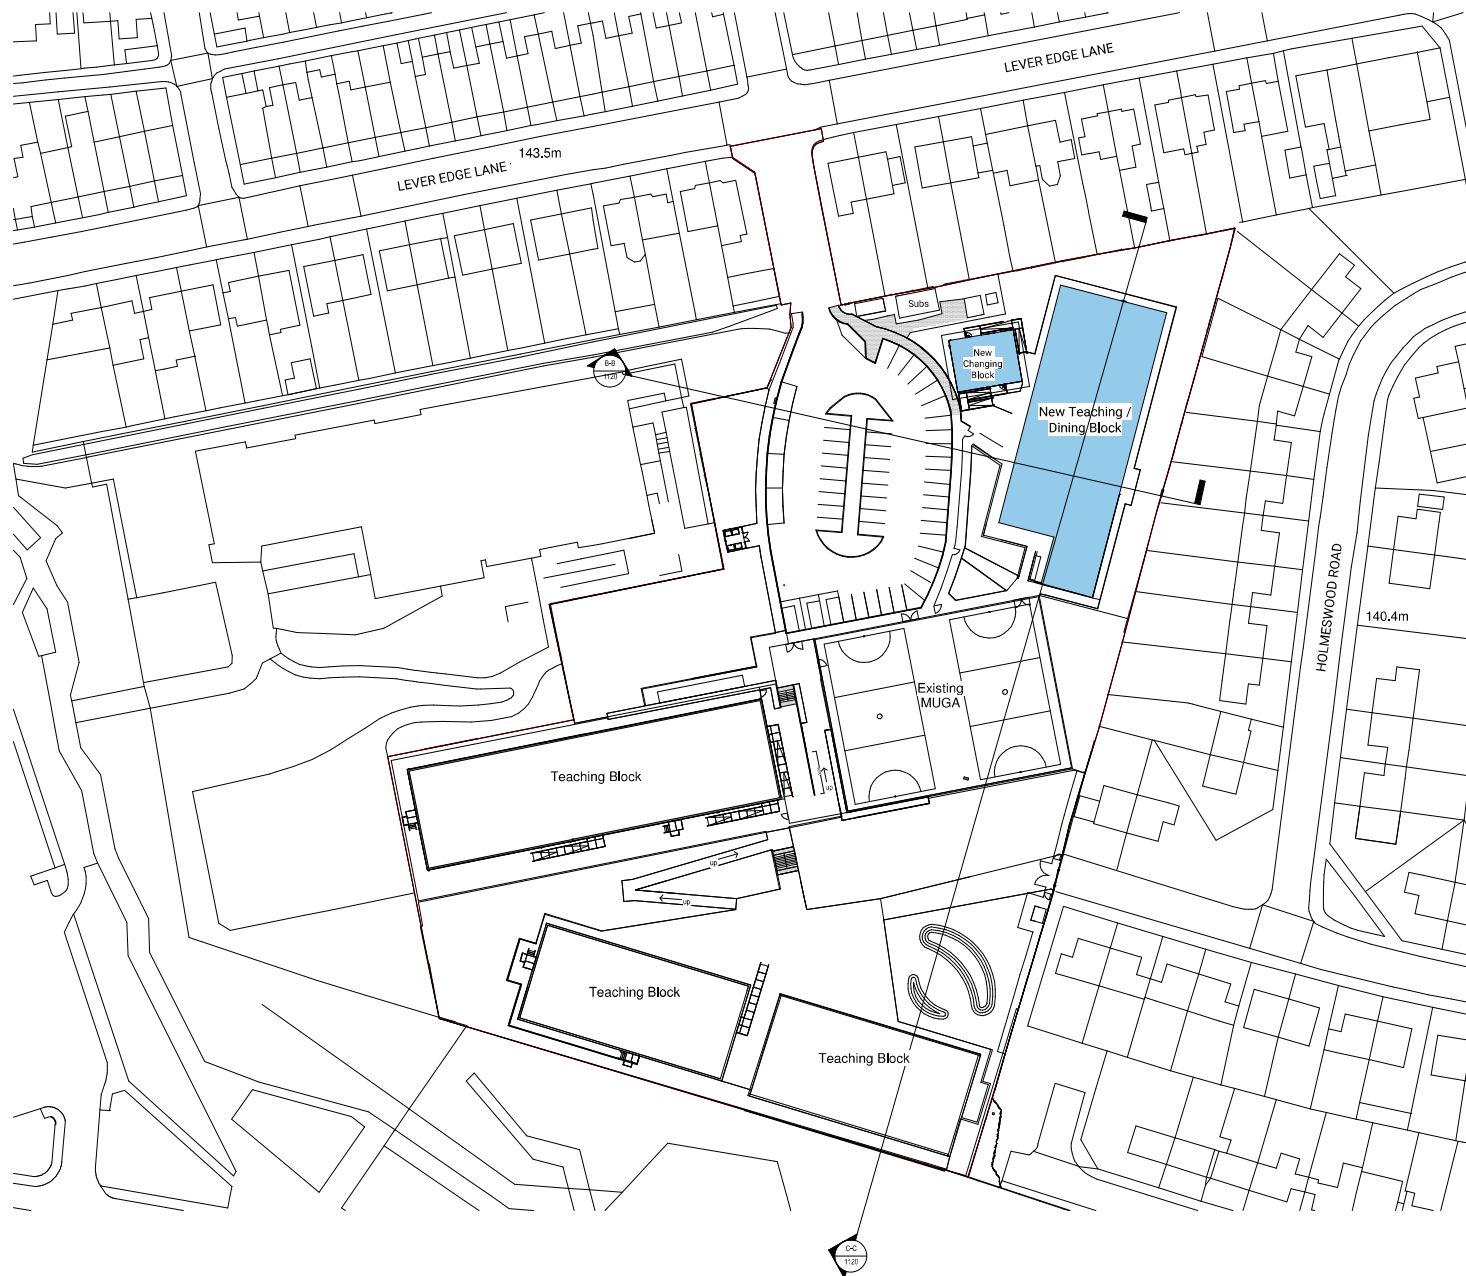 LEVER EDGE LANE
143.5m
LEVER EDGE LANE
Subs
New
Changing
Block
B-B
1120
New Teaching /
Dining Block
HOLMESWOOD ROAD
140.4m
Existing
MUGA
Teaching Block
up
up
up
Teaching Block
Teaching Block
C-C
1120